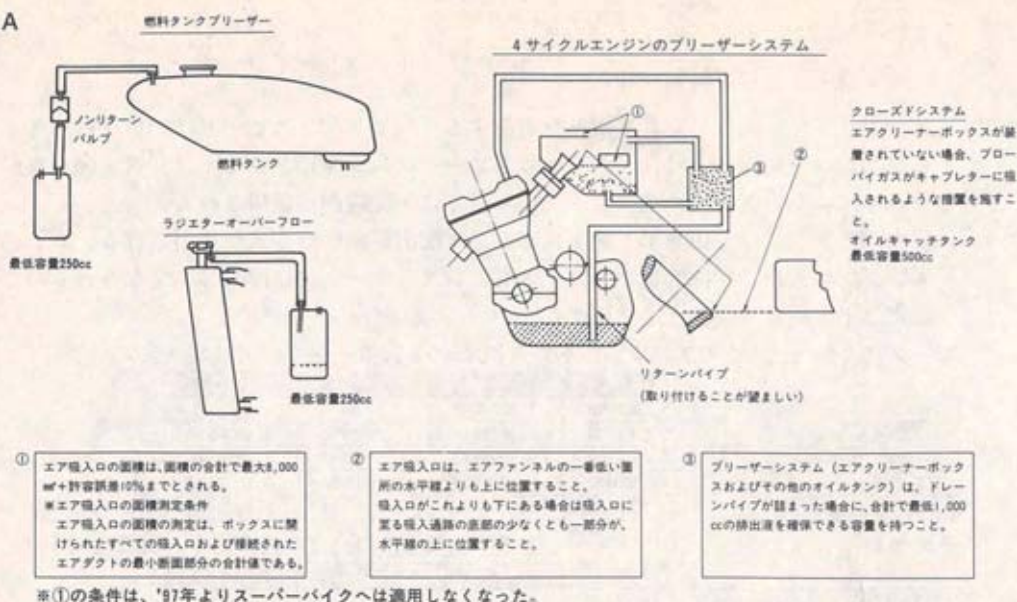 A
燃料タンクブリーザー
ノンリターン
バルブ
燃料タンク
最低容量250cc
ラジエターオーバーフロー
最低容量250cc
4サイクルエンジンのブリーザーシステム
①
②
③
リターンパイプ
(取り付けることが望ましい)
クローズドシステム
エアクリーナーボックスが装
着されていない場合、ブロー
バイガスがキャブレターに吸
入されるような措置を施すこ
と。
オイルキャッチタンク
最低容量500cc
①
エア吸入口の面積は、面積の合計で最大8,000
㎟+許容誤差10%までとされる。
※エア吸入口の面積測定条件
エア吸入口の面積の測定は、ボックスに開
けられたすべての吸入口および接続された
エアダクトの最小断面部分の合計値である。
②
エア吸入口は、エアファンネルの一番低い箇
所の水平線よりも上に位置すること。
吸入口がこれよりも下にある場合は吸入口に
至る吸入通路の底部の少なくとも一部分が、
水平線の上に位置すること。
③
ブリーザーシステム(エアクリーナーボック
スおよびその他のオイルタンク)は、ドレー
ンパイプが詰まった場合に、合計で最低1,000
ccの排出液を確保できる容量を持つこと。
※①の条件は、'97年よりスーパーバイクへは適用しなくなった。